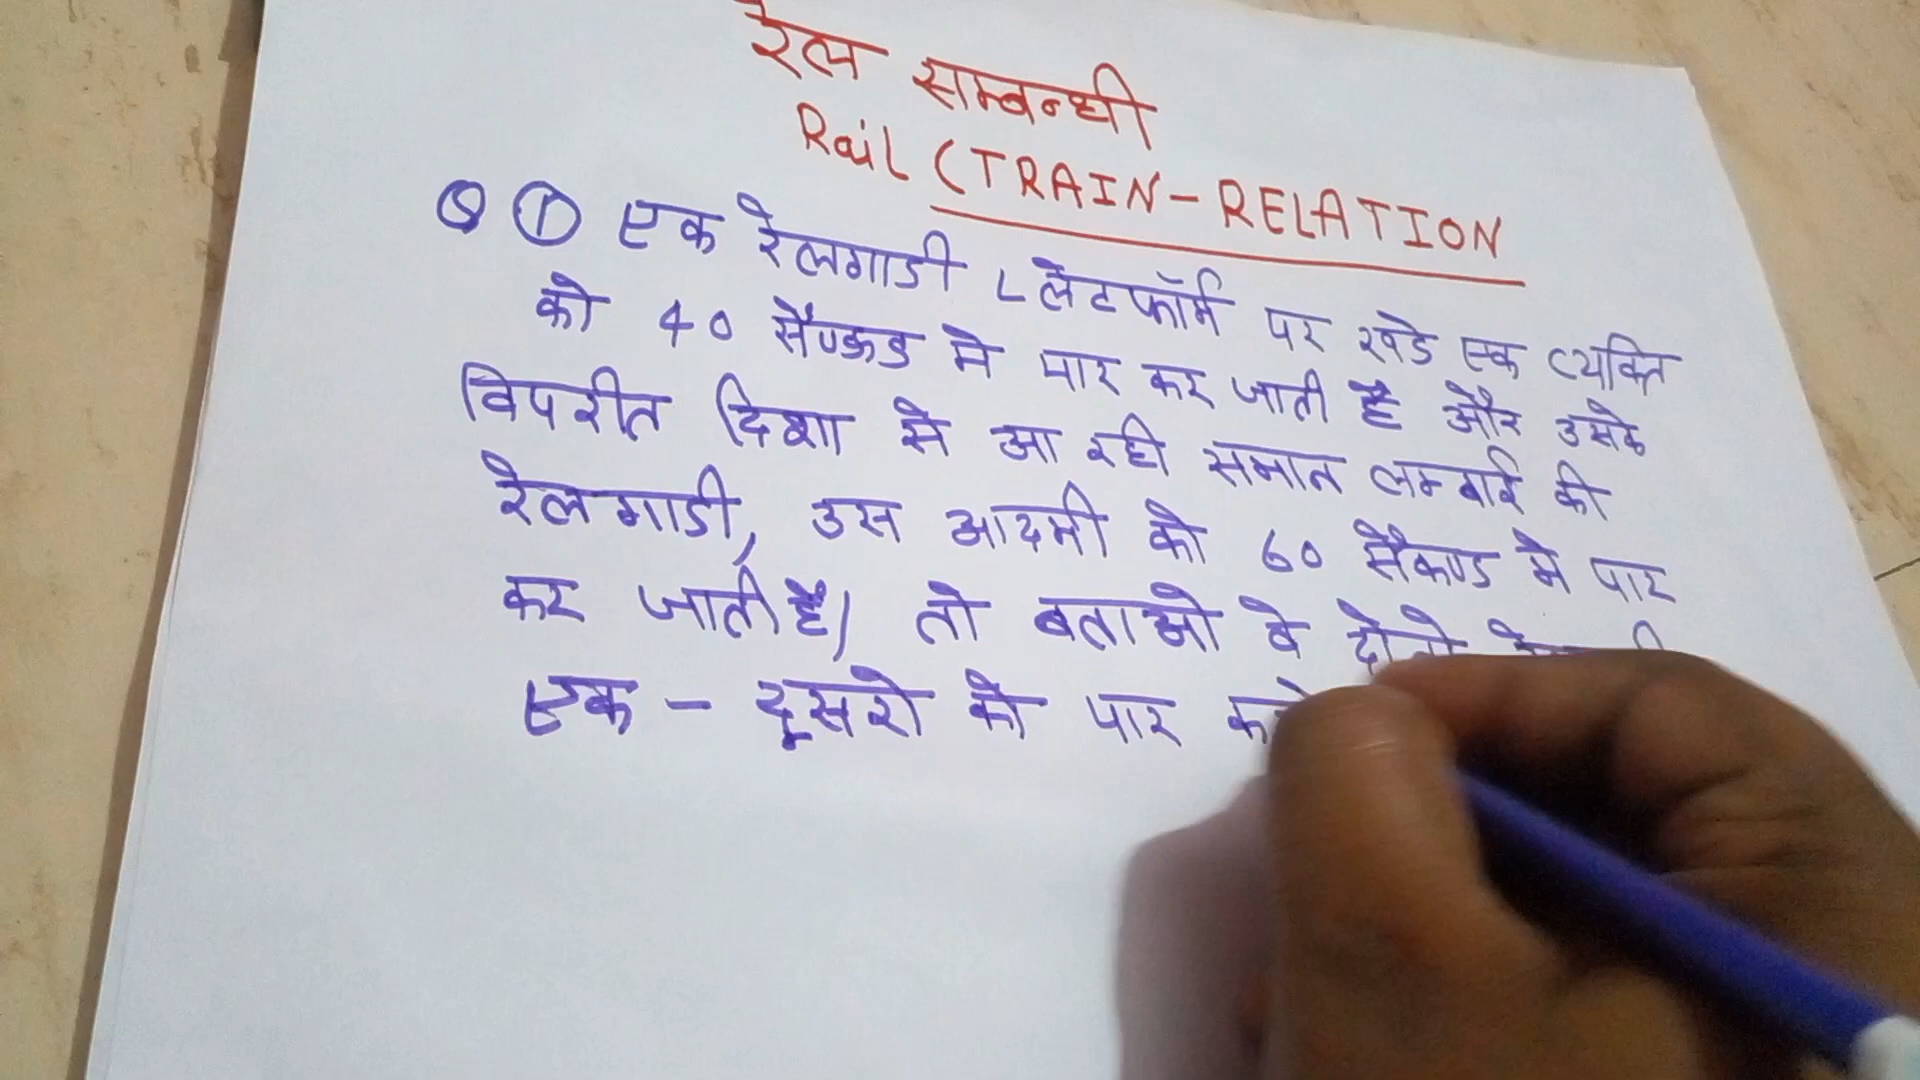 रेल सम्बन्धी
Rail (TRAIN-RELATION
Q ① एक रेलगाडी प्लेटफॉर्म पर खडे एक व्यक्ति
को 40 सैण्कड मे पार कर जाती है और उसके
विपरीत दिशा से आ रही समान लम्बाई की
रेलगाडी, उस आदमी को 60 सैकण्ड मे पार
कर जाती है। तो बताओ वे दोनो
एक - दूसरो को पार